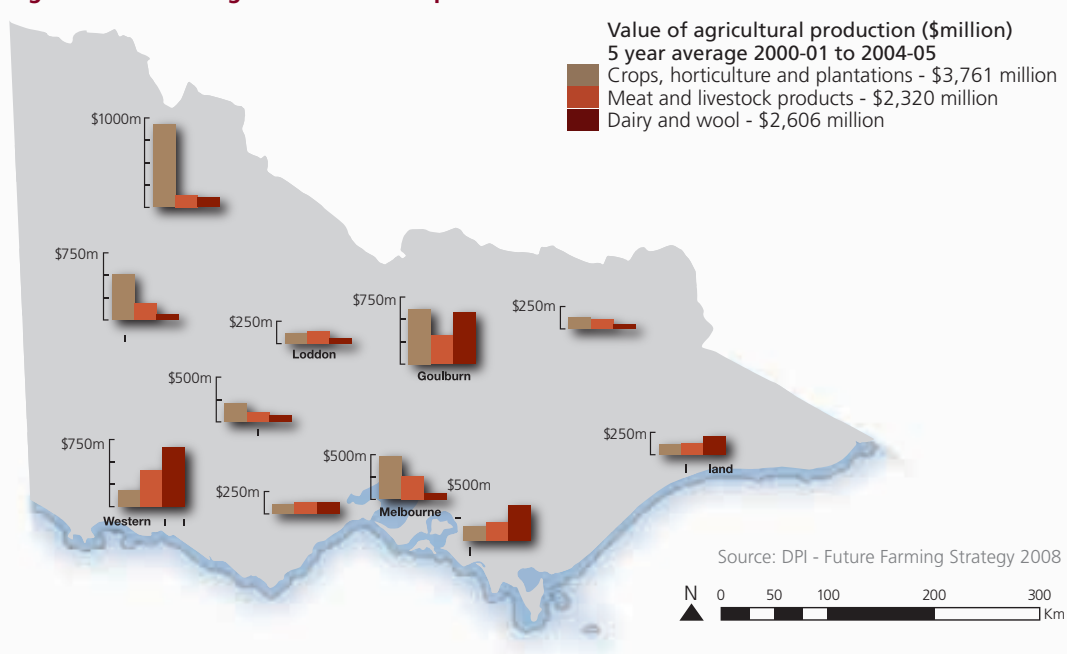 Value of agricultural production ($million)
5 year average 2000-01 to 2004-05
Crops, horticulture and plantations - $3,761 million
Meat and livestock products - $2,320 million
Dairy and wool - $2,606 million
$1000m
$750m
$250m
Loddon
$750m
Goulburn
$250m
$500m
$750m
Western
$250m
$500m
Melbourne
$500m
$250m
land
Source: DPI - Future Farming Strategy 2008
N
0 50 100 200 300
Km